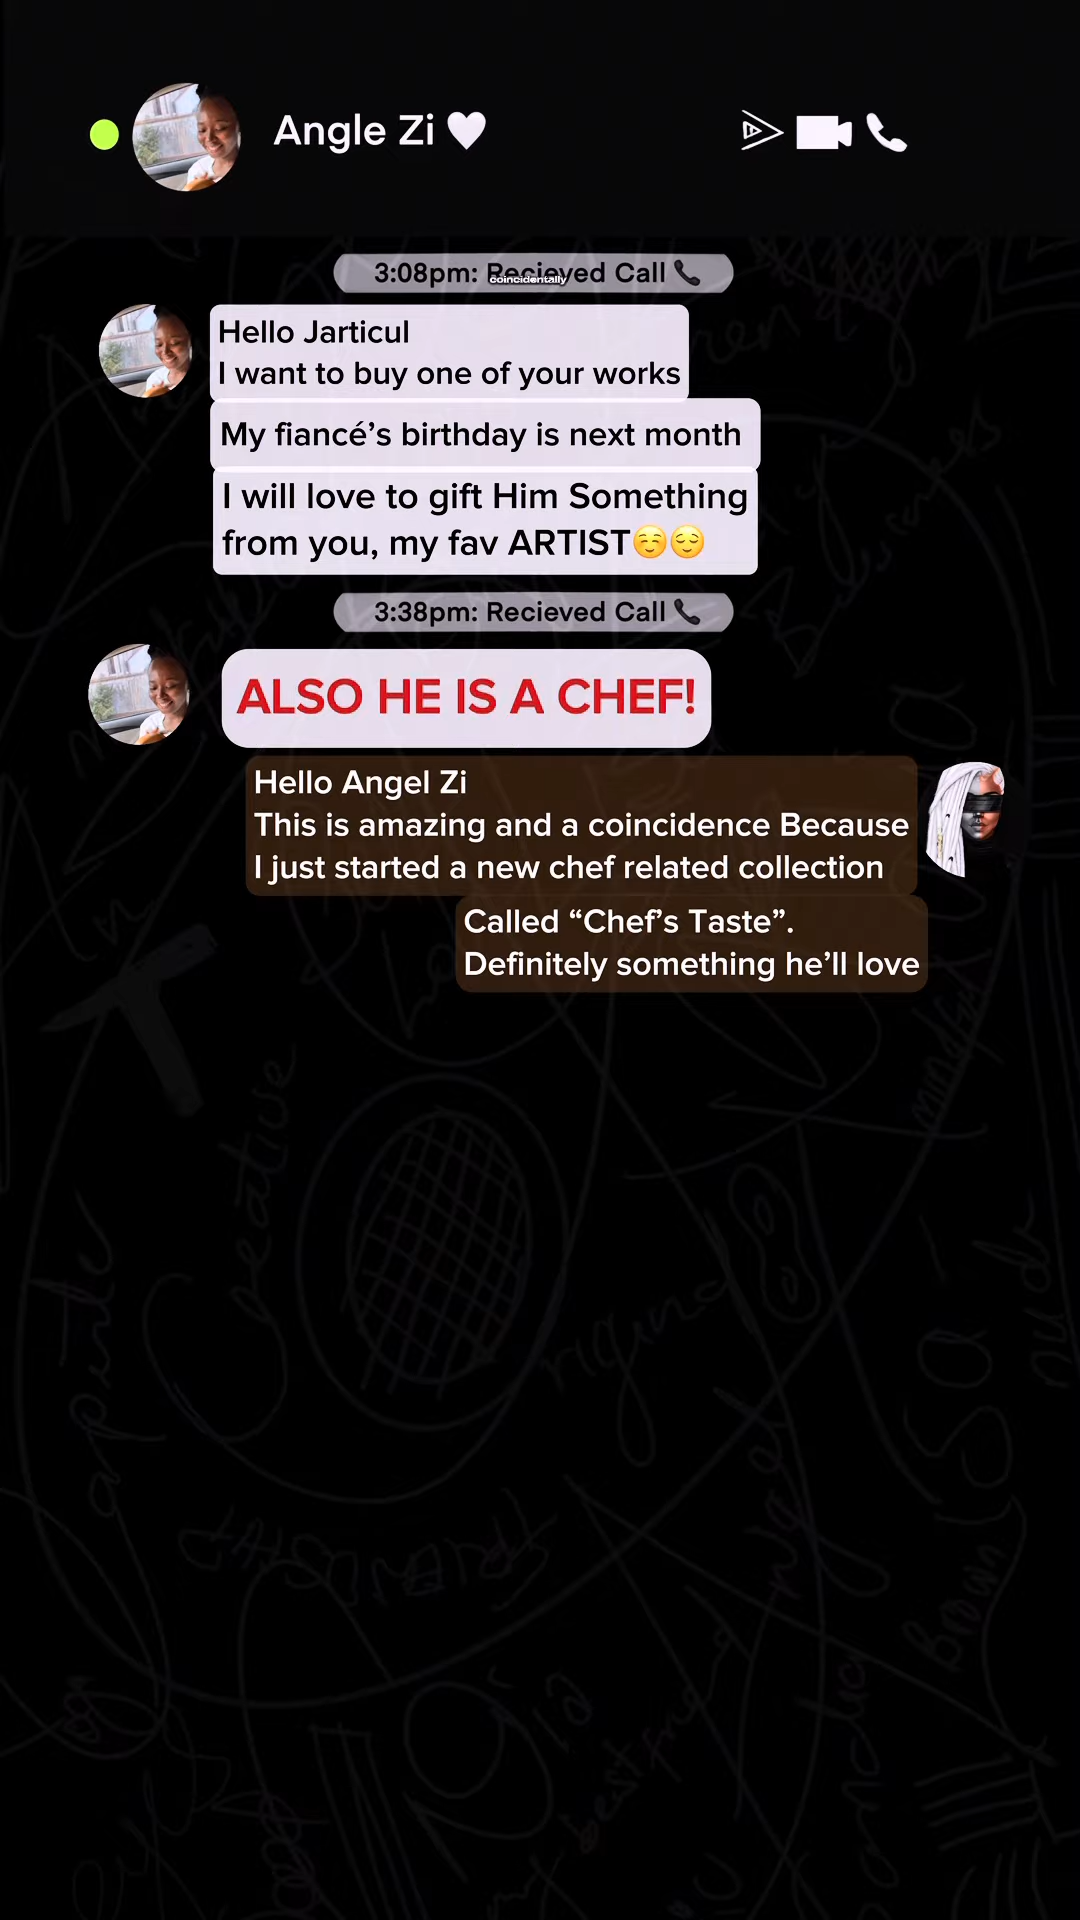 Angle Zi 🤍
3:08pm: Recieved Call 📞
coincidentally
Hello Jarticul
I want to buy one of your works
My fiancé’s birthday is next month
I will love to gift Him Something
from you, my fav ARTIST☺️😌
3:38pm: Recieved Call 📞
ALSO HE IS A CHEF!
Hello Angel Zi
This is amazing and a coincidence Because
I just started a new chef related collection
Called “Chef’s Taste”.
Definitely something he’ll love
Creative